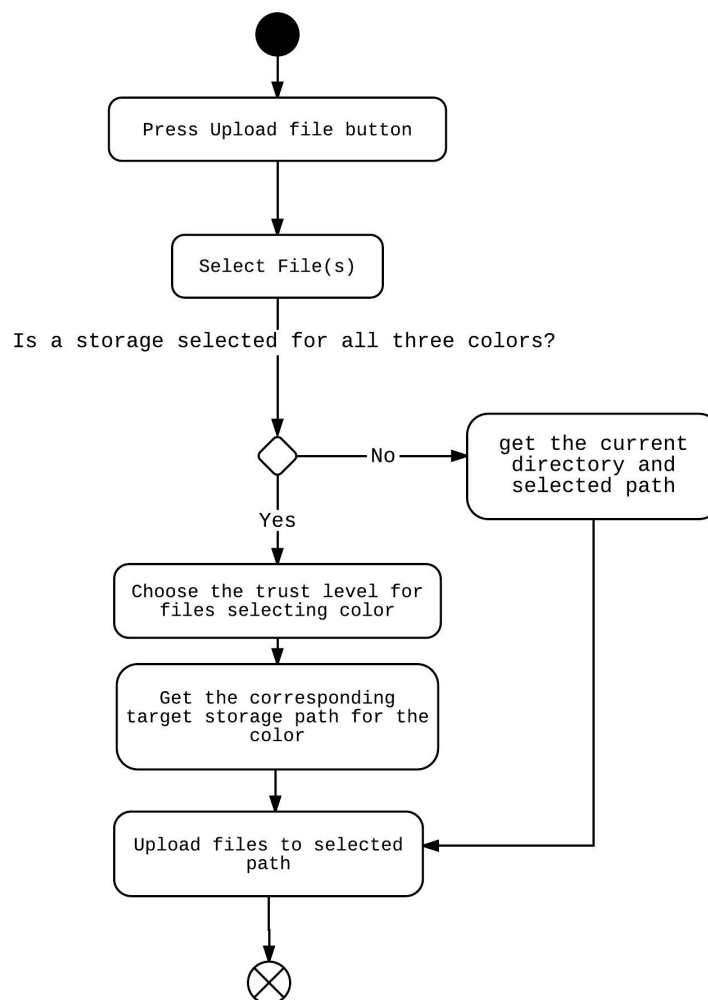 Press Upload file button
Select File(s)
Is a storage selected for all three colors?
No
get the current
directory and
selected path
Yes
Choose the trust level for
files selecting color
Get the corresponding
target storage path for the
color
Upload files to selected
path